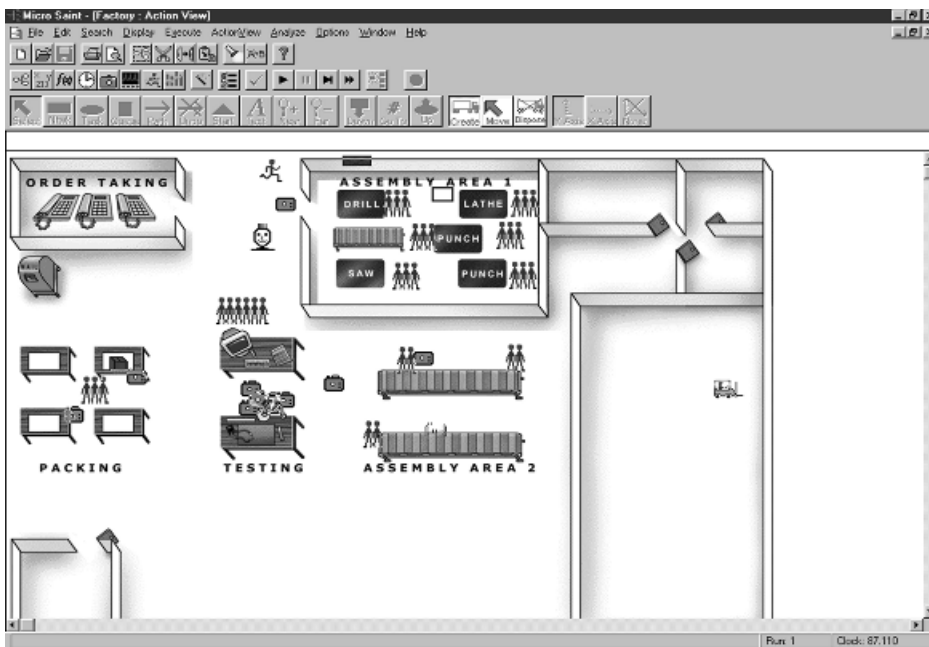 Micro Saint - [Factory : Action View]
File Edit Search Display Execute ActionView Analyze Options Window Help
Create Move Dispose
ORDER TAKING
ASSEMBLY AREA 1
DRILL LATHE
PUNCH
SAW PUNCH
PACKING TESTING ASSEMBLY AREA 2
Run: 1 Clock: 87.110